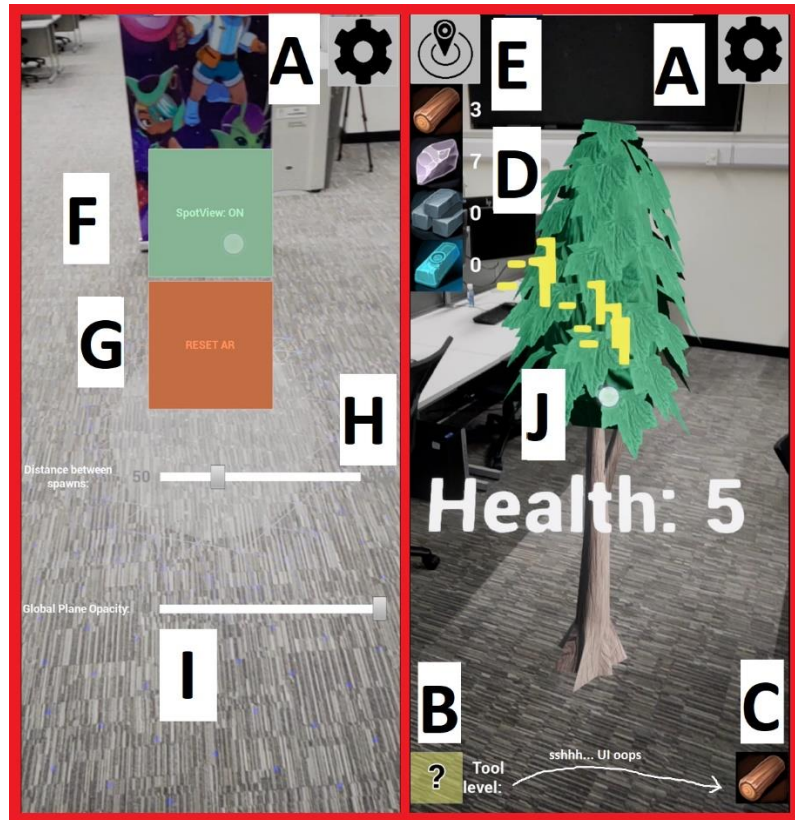 A
F
SpotView: ON
G
RESET AR
H
Distance between
spawns:
50
Global Plane Opacity:
I
E
A
3
7
D
0
0
J
Health: 5
B
C
?
Tool
level:
sshhh... UI oops